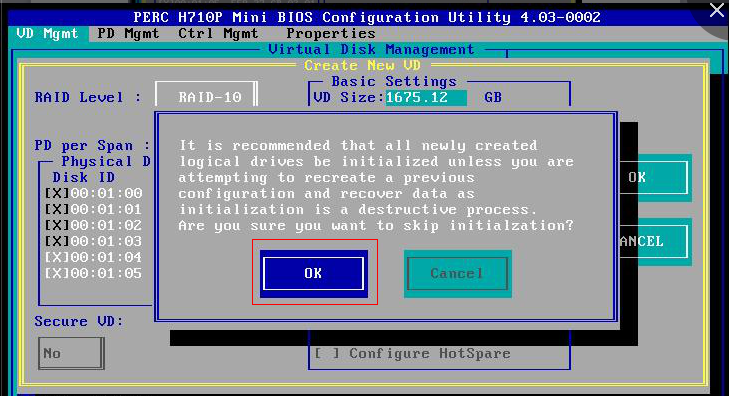 PERC H710P Mini BIOS Configuration Utility 4.03-0002
VD Mgmt PD Mgmt Ctrl Mgmt Properties
Virtual Disk Management
Create New VD
Basic Settings
RAID Level : RAID-10 VD Size:1675.12 GB
PD per Span :
It is recommended that all newly created
logical drives be initialized unless you are
attempting to recreate a previous
configuration and recover data as
initialization is a destructive process.
Are you sure you want to skip initialzation?
OK Cancel
Physical D
Disk ID
[X]00:01:00
[X]00:01:01
[X]00:01:02
[X]00:01:03
[X]00:01:04
[X]00:01:05
OK
ANCEL
Secure VD:
No
[ ] Configure HotSpare